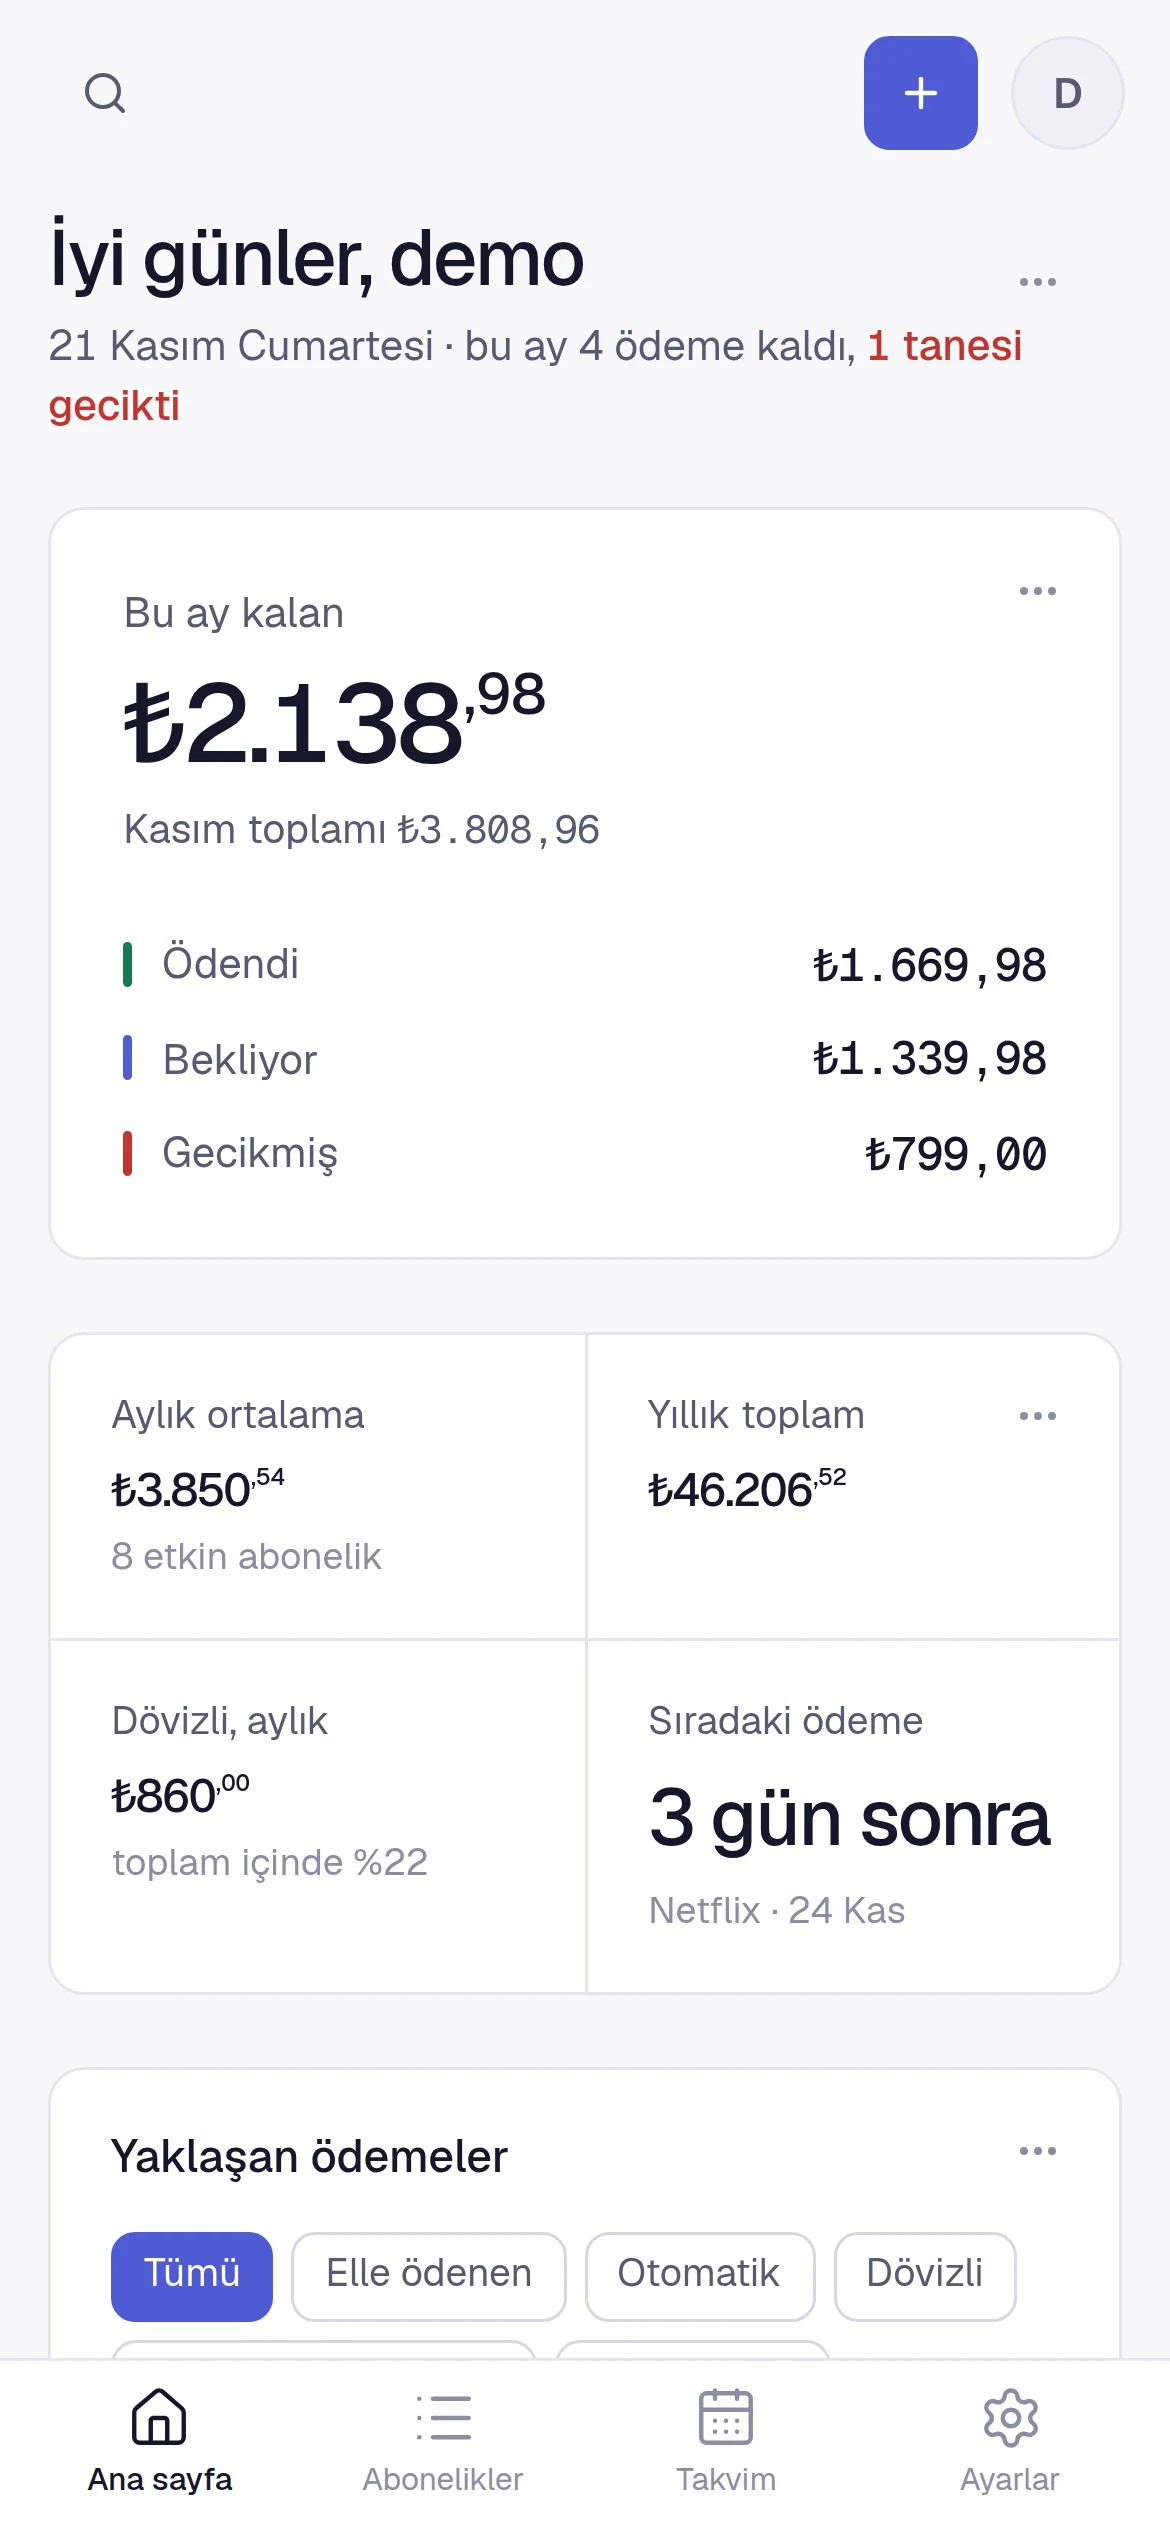 D
İyi günler, demo
21 Kasım Cumartesi · bu ay 4 ödeme kaldı, 1 tanesi
gecikti
Bu ay kalan
₺2.138,98
Kasım toplamı ₺3.808,96
Ödendi ₺1.669,98
Bekliyor ₺1.339,98
Gecikmiş ₺799,00
Aylık ortalama
₺3.850,54
8 etkin abonelik
Yıllık toplam
₺46.206,52
Dövizli, aylık
₺860,00
toplam içinde %22
Sıradaki ödeme
3 gün sonra
Netflix · 24 Kas
Yaklaşan ödemeler
Tümü Elle ödenen Otomatik Dövizli
Ana sayfa Abonelikler Takvim Ayarlar